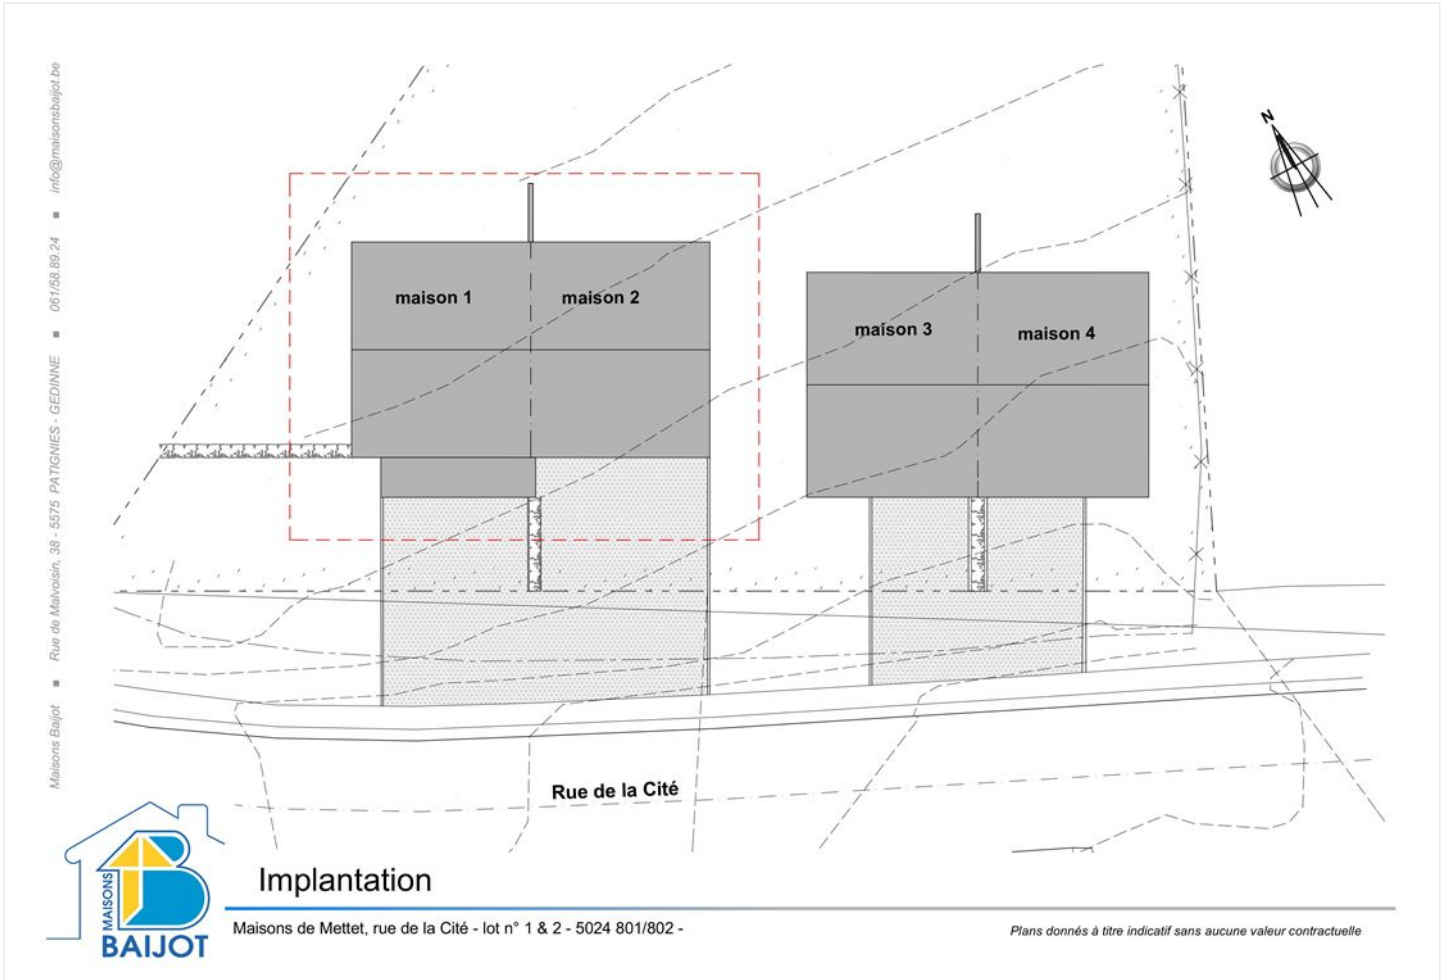 Maisons Baijot ■ Rue de Malvoisin, 38 - 5575 PATIGNIES - GEDINNE ■ 061/58.89.24 ■ info@maisonsbaijot.be
N
maison 1
maison 2
maison 3
maison 4
Rue de la Cité
MAISONS
B
BAIJOT
Implantation
Maisons de Mettet, rue de la Cité - lot n° 1 & 2 - 5024 801/802 -
Plans donnés à titre indicatif sans aucune valeur contractuelle